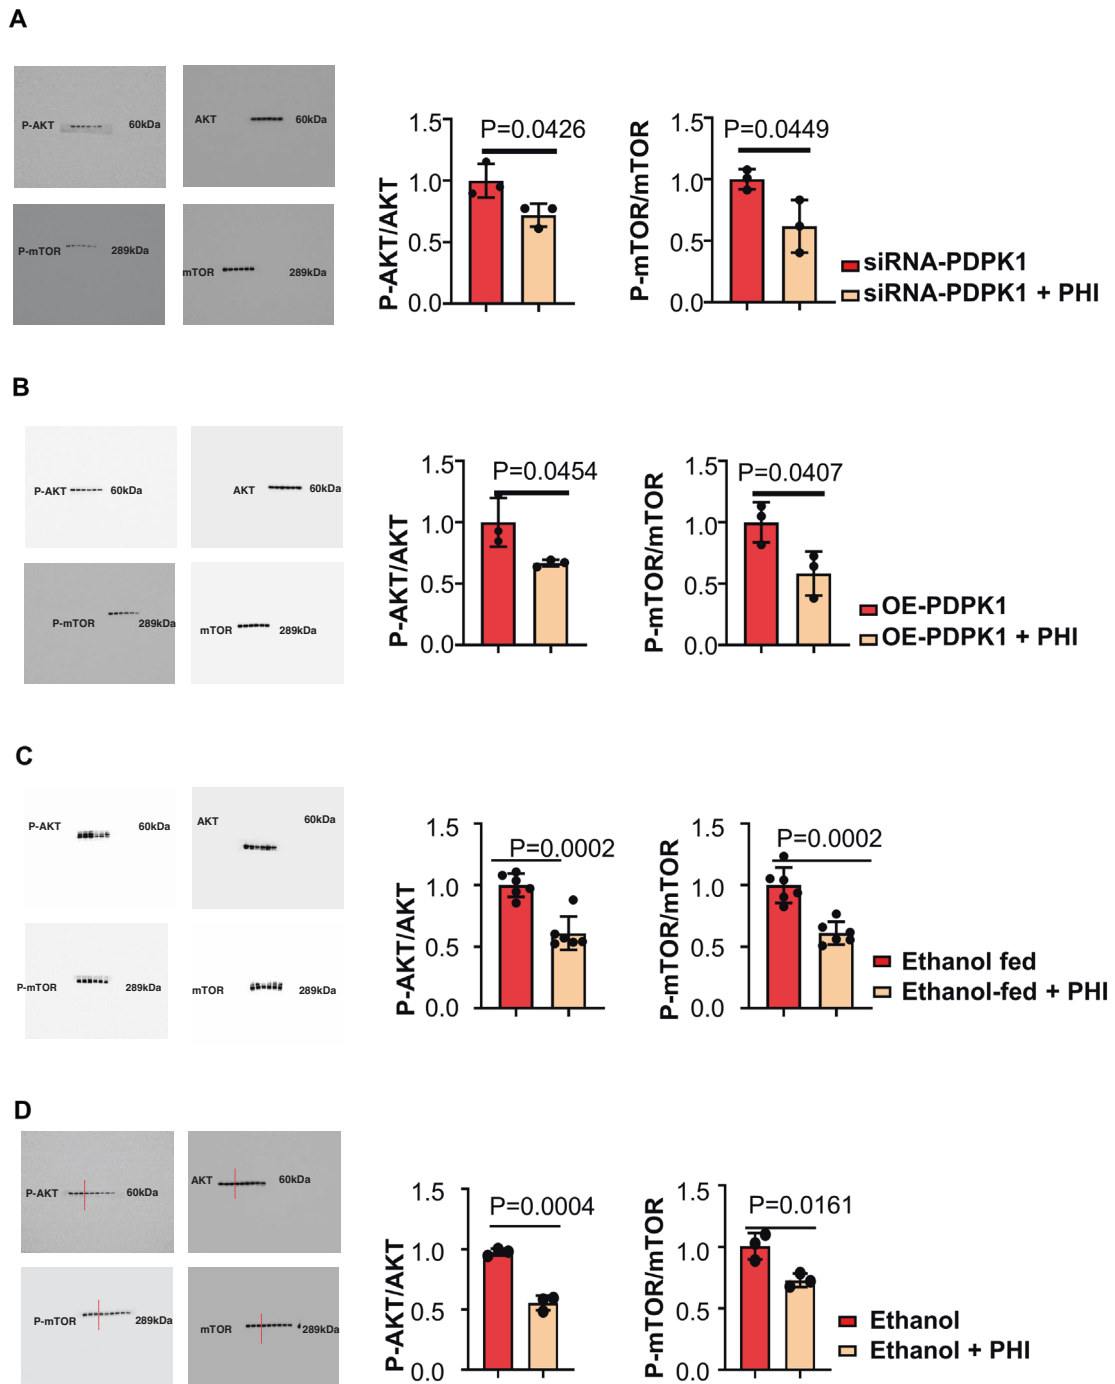 A
P-AKT 60kDa
AKT 60kDa
P-mTOR 289kDa
mTOR 289kDa
P-AKT/AKT
1.5
1.0
0.5
0.0
P=0.0426
P-mTOR/mTOR
1.5
1.0
0.5
0.0
P=0.0449
siRNA-PDPK1
siRNA-PDPK1 + PHI
B
P-AKT 60kDa
AKT 60kDa
P-mTOR 289kDa
mTOR 289kDa
P-AKT/AKT
1.5
1.0
0.5
0.0
P=0.0454
P-mTOR/mTOR
1.5
1.0
0.5
0.0
P=0.0407
OE-PDPK1
OE-PDPK1 + PHI
C
P-AKT 60kDa
AKT 60kDa
P-mTOR 289kDa
mTOR 289kDa
P-AKT/AKT
1.5
1.0
0.5
0.0
P=0.0002
P-mTOR/mTOR
1.5
1.0
0.5
0.0
P=0.0002
Ethanol fed
Ethanol-fed + PHI
D
P-AKT 60kDa
AKT 60kDa
P-mTOR 289kDa
mTOR 289kDa
P-AKT/AKT
1.5
1.0
0.5
0.0
P=0.0004
P-mTOR/mTOR
1.5
1.0
0.5
0.0
P=0.0161
Ethanol
Ethanol + PHI